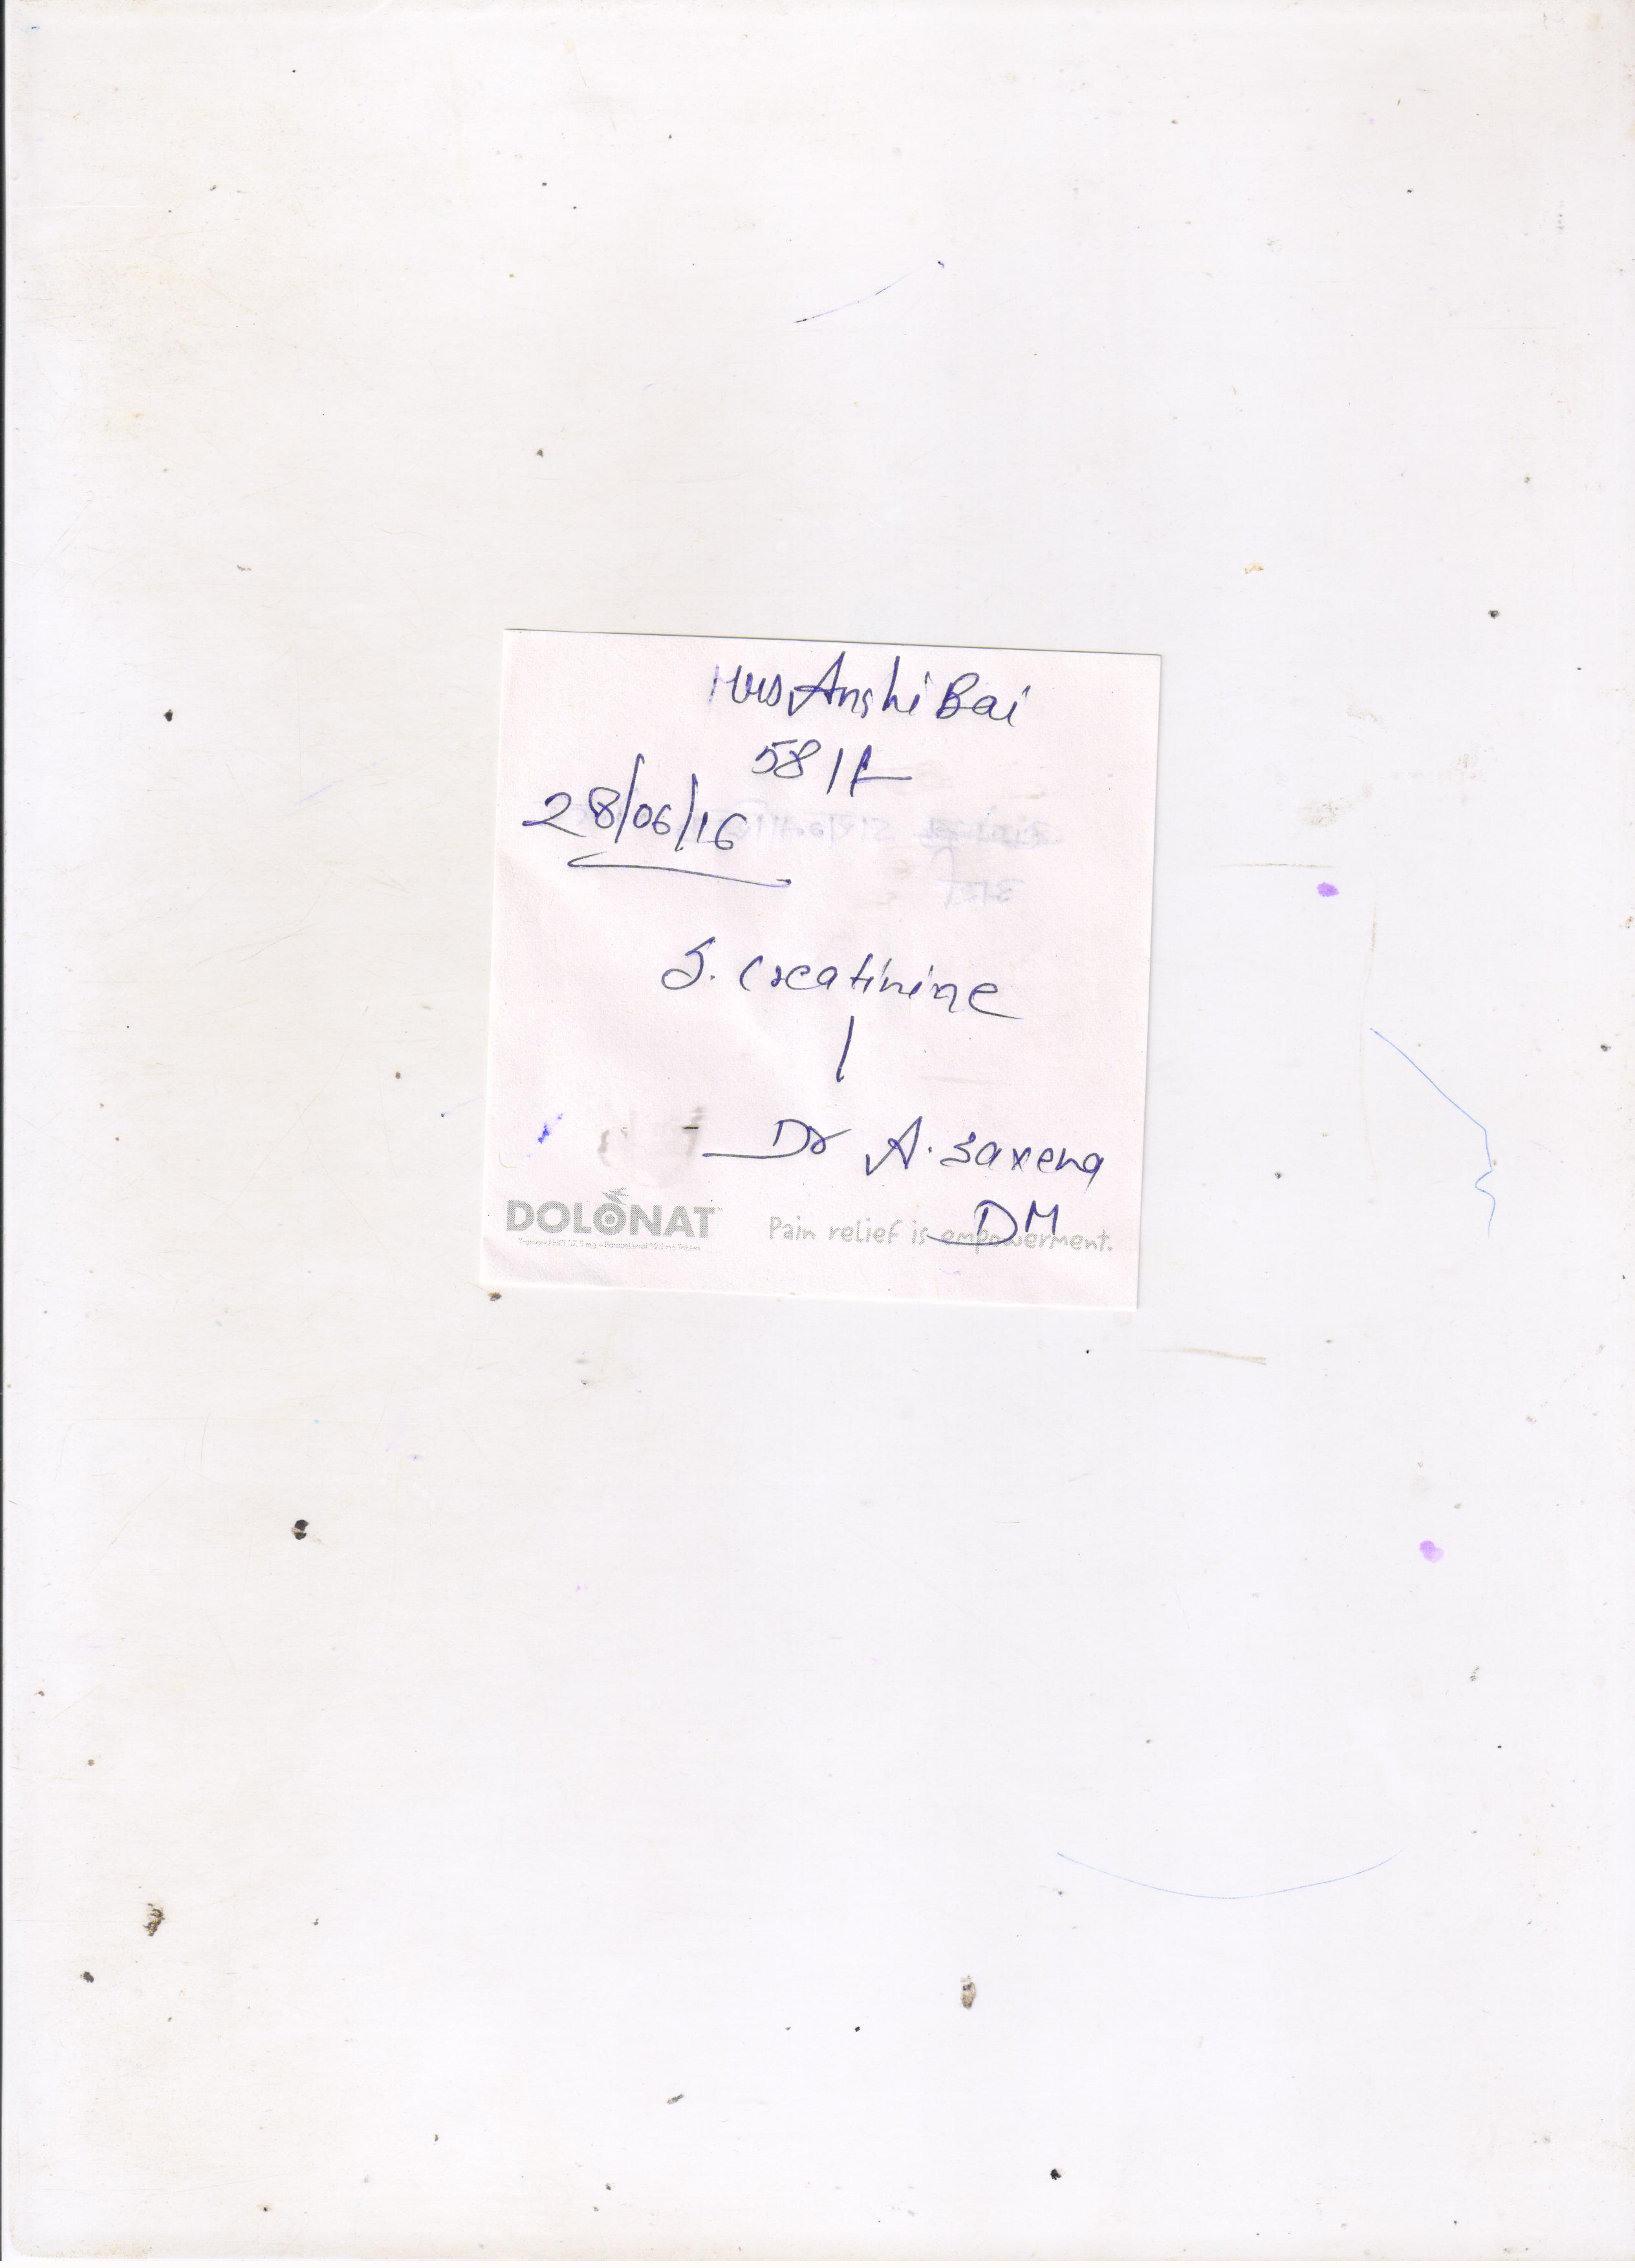 Mrs Anshi Bai
58/F
28/06/16
S. Creatinine
Dr A. Saxena
DM
DOLONAT Pain relief is empowerment.